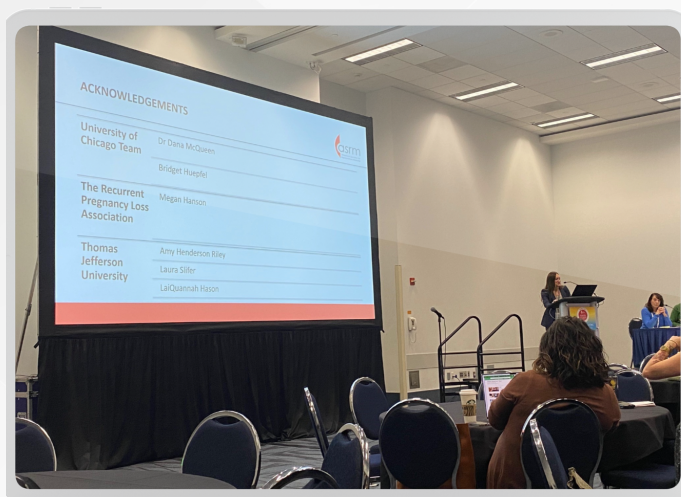 ACKNOWLEDGEMENTS
University of
Chicago Team
Dr Dana McQueen
Bridget Huepfel
The Recurrent
Pregnancy Loss
Association
Megan Hanson
Thomas
Jefferson
University
Amy Henderson Riley
Laura Slifer
LaiQuannah Hason
asrm